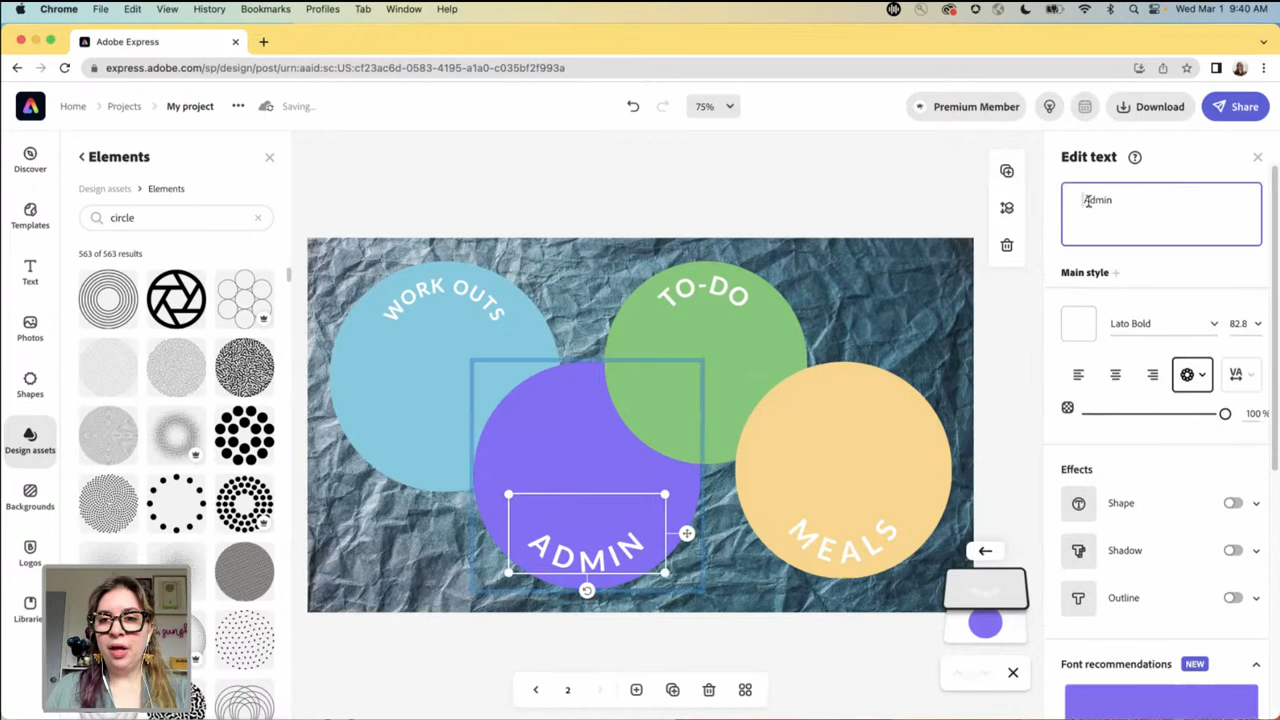 Chrome File Edit View History Bookmarks Profiles Tab Window Help Wed Mar 1 9:40 AM
Adobe Express
express.adobe.com/sp/design/post/urn:aaid:sc:US:cf23ac6d-0583-4195-a1a0-c035bf2f993a
Home Projects My project Saving... 75% Premium Member Download Share
Discover
Templates
Text
Photos
Shapes
Design assets
Backgrounds
Logos
Elements
Design assets Elements
circle
563 of 563 results
WORK OUTS
TO-DO
ADMIN
MEALS
2
Edit text
Admin
Main style
Lato Bold 82.8
VA
100 %
Effects
Shape
Shadow
Outline
Font recommendations NEW